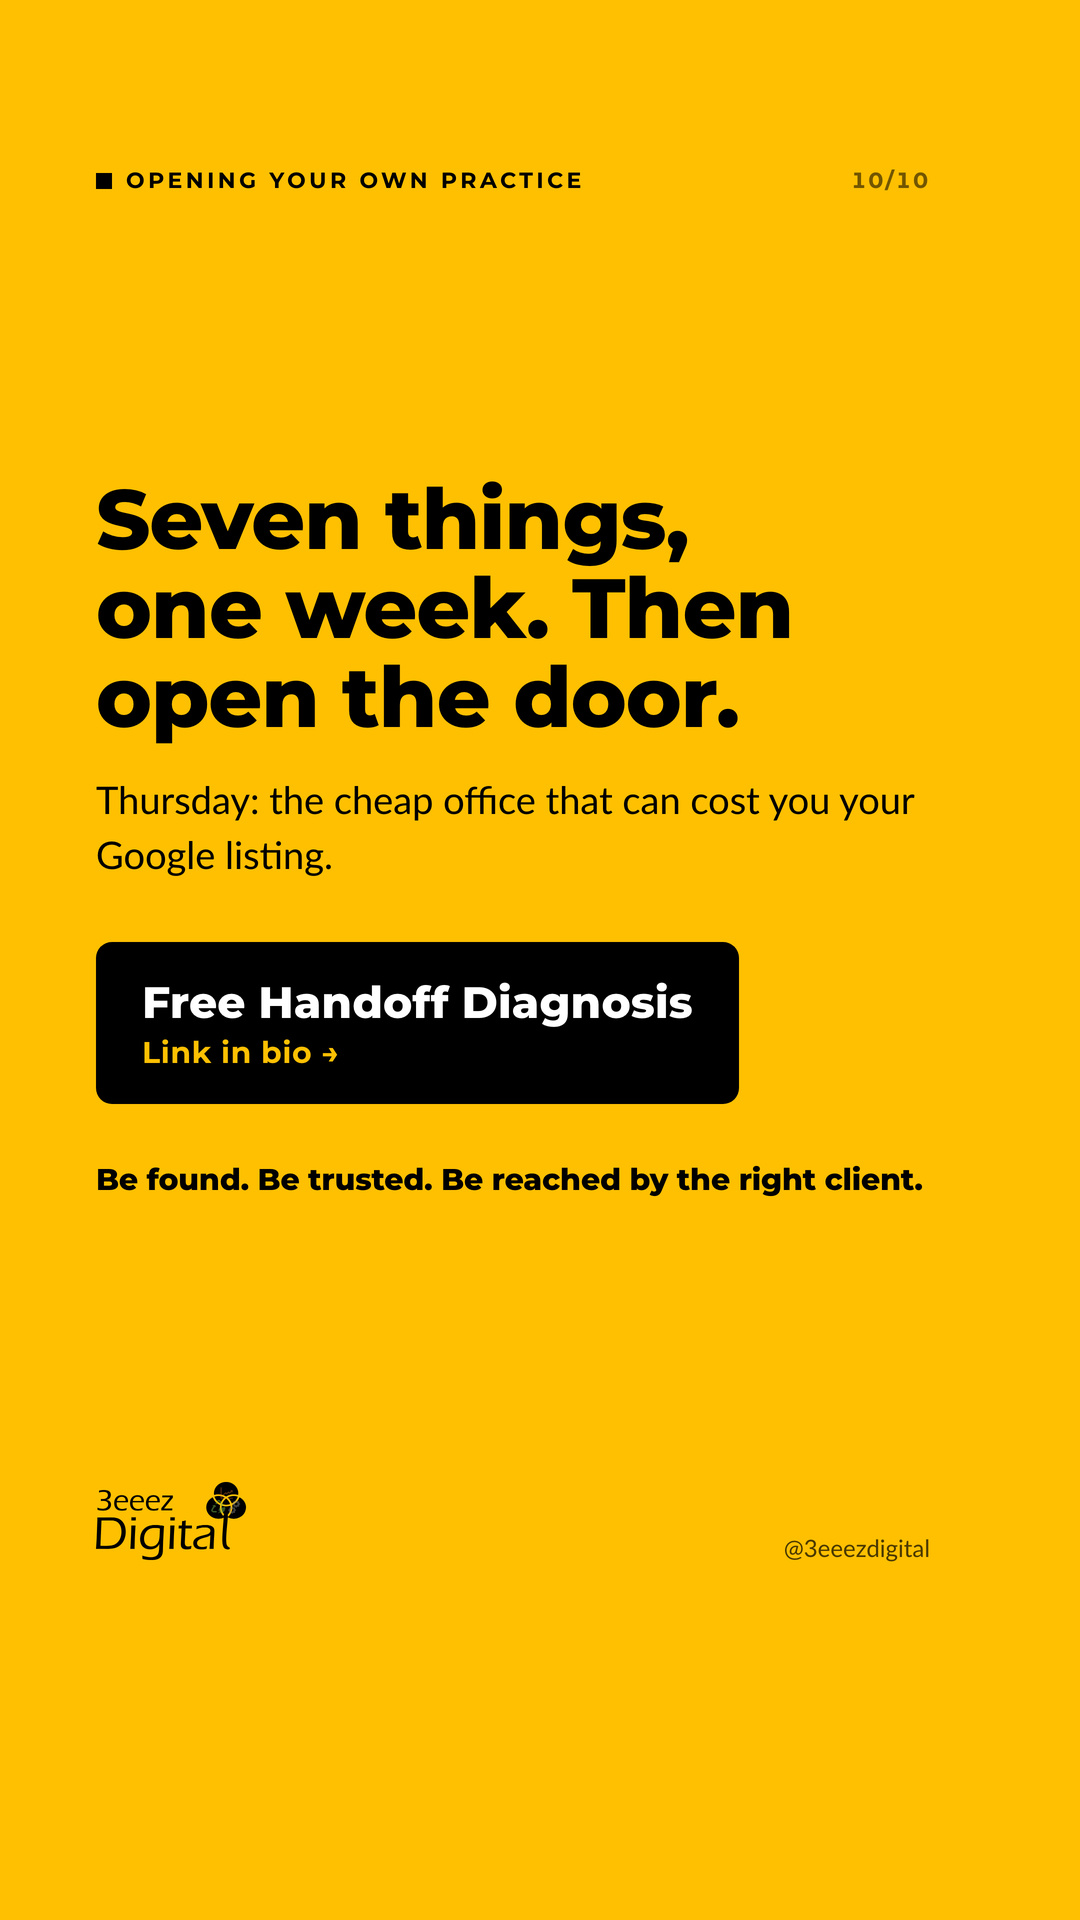 OPENING YOUR OWN PRACTICE
10/10
Seven things,
one week. Then
open the door.
Thursday: the cheap office that can cost you your
Google listing.
Free Handoff Diagnosis
Link in bio →
Be found. Be trusted. Be reached by the right client.
3eeez
Digital
@3eeezdigital